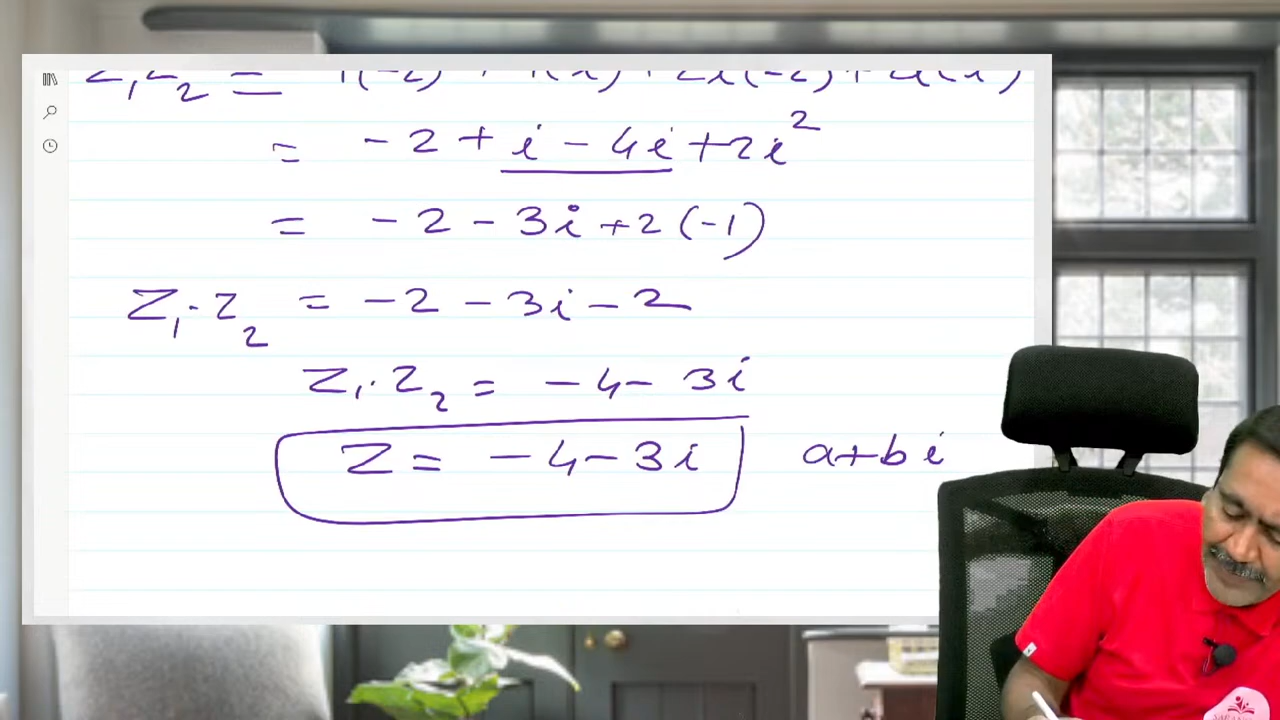 Z₁Z₂ =
= -2 + i - 4i + 2i²
= -2 - 3i + 2(-1)
Z₁·Z₂ = -2 - 3i - 2
Z₁·Z₂ = -4 - 3i
Z = -4 - 3i a+bi